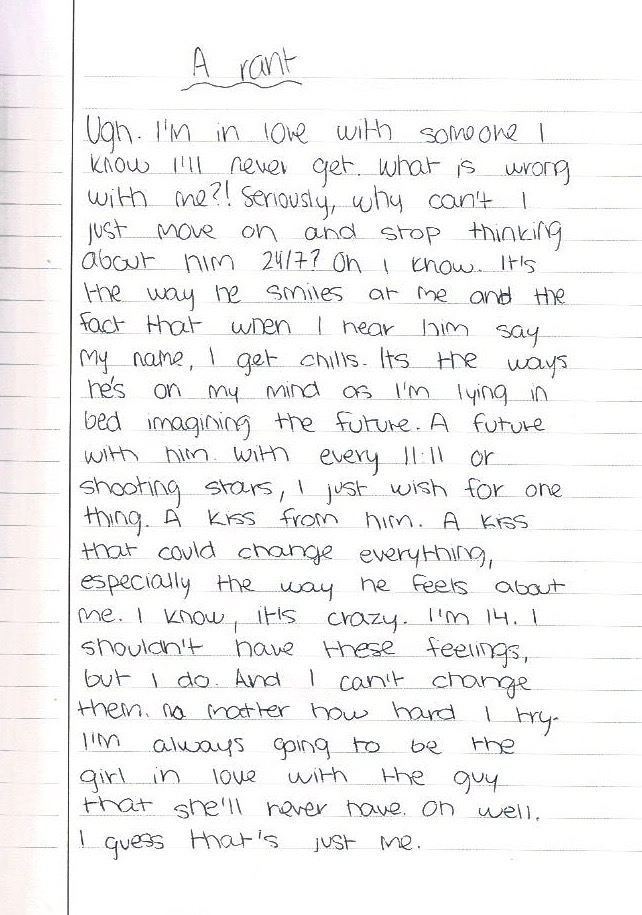 A rant
Ugh. I'm in love with someone I
know I'll never get. what is wrong
with me?! Seriously, why can't I
just move on and stop thinking
about him 24/7? Oh I know. It's
the way he smiles at me and the
fact that when I hear him say
my name, I get chills. Its the ways
he's on my mind as I'm lying in
bed imagining the future. A future
with him. with every 11:11 or
shooting stars, I just wish for one
thing. A kiss from him. A kiss
that could change everything,
especially the way he feels about
me. I know, it's crazy. I'm 14. I
shouldn't have these feelings,
but I do. And I can't change
them. no matter how hard I try.
I'm always going to be the
girl in love with the guy
that she'll never have. Oh well.
I guess that's just me.